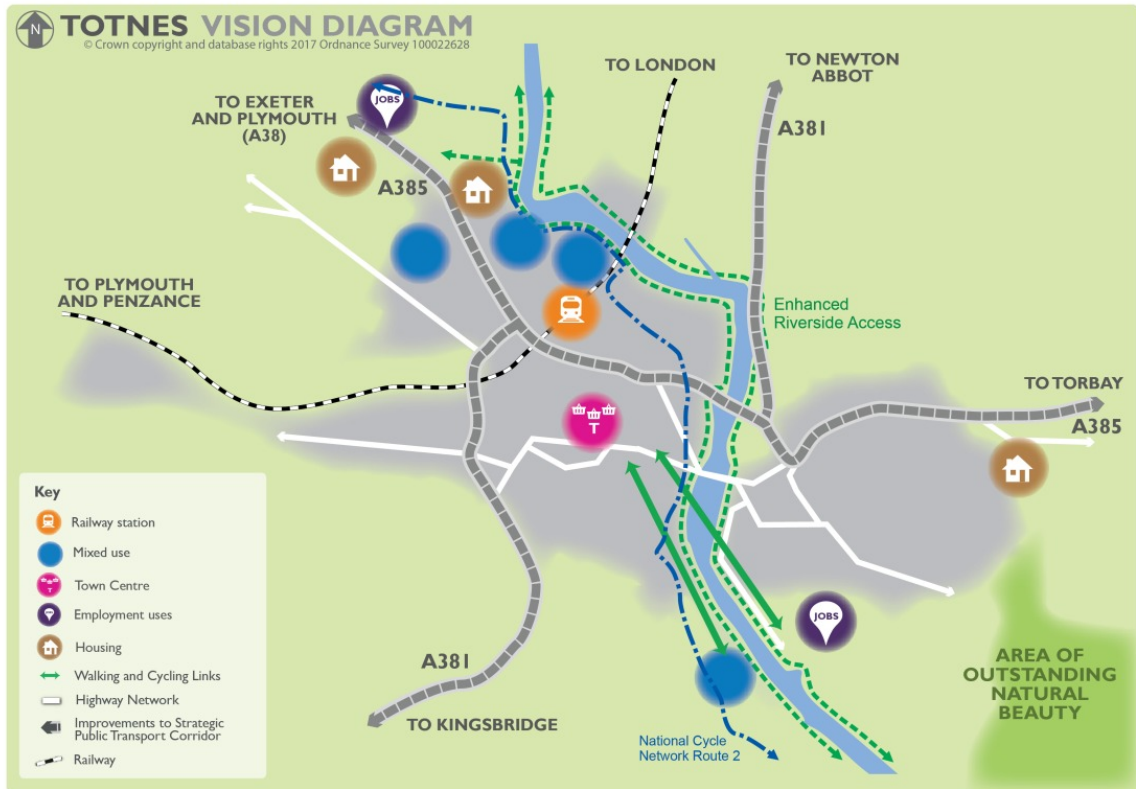 N
TOTNES VISION DIAGRAM
© Crown copyright and database rights 2017 Ordnance Survey 100022628
TO LONDON
TO NEWTON
ABBOT
JOBS
TO EXETER
AND PLYMOUTH
(A38)
A381
A385
TO PLYMOUTH
AND PENZANCE
Enhanced
Riverside Access
TO TORBAY
A385
T
Key
Railway station
Mixed use
T
Town Centre
JOBS
Employment uses
Housing
Walking and Cycling Links
Highway Network
Improvements to Strategic
Public Transport Corridor
Railway
A381
TO KINGSBRIDGE
JOBS
National Cycle
Network Route 2
AREA OF
OUTSTANDING
NATURAL
BEAUTY